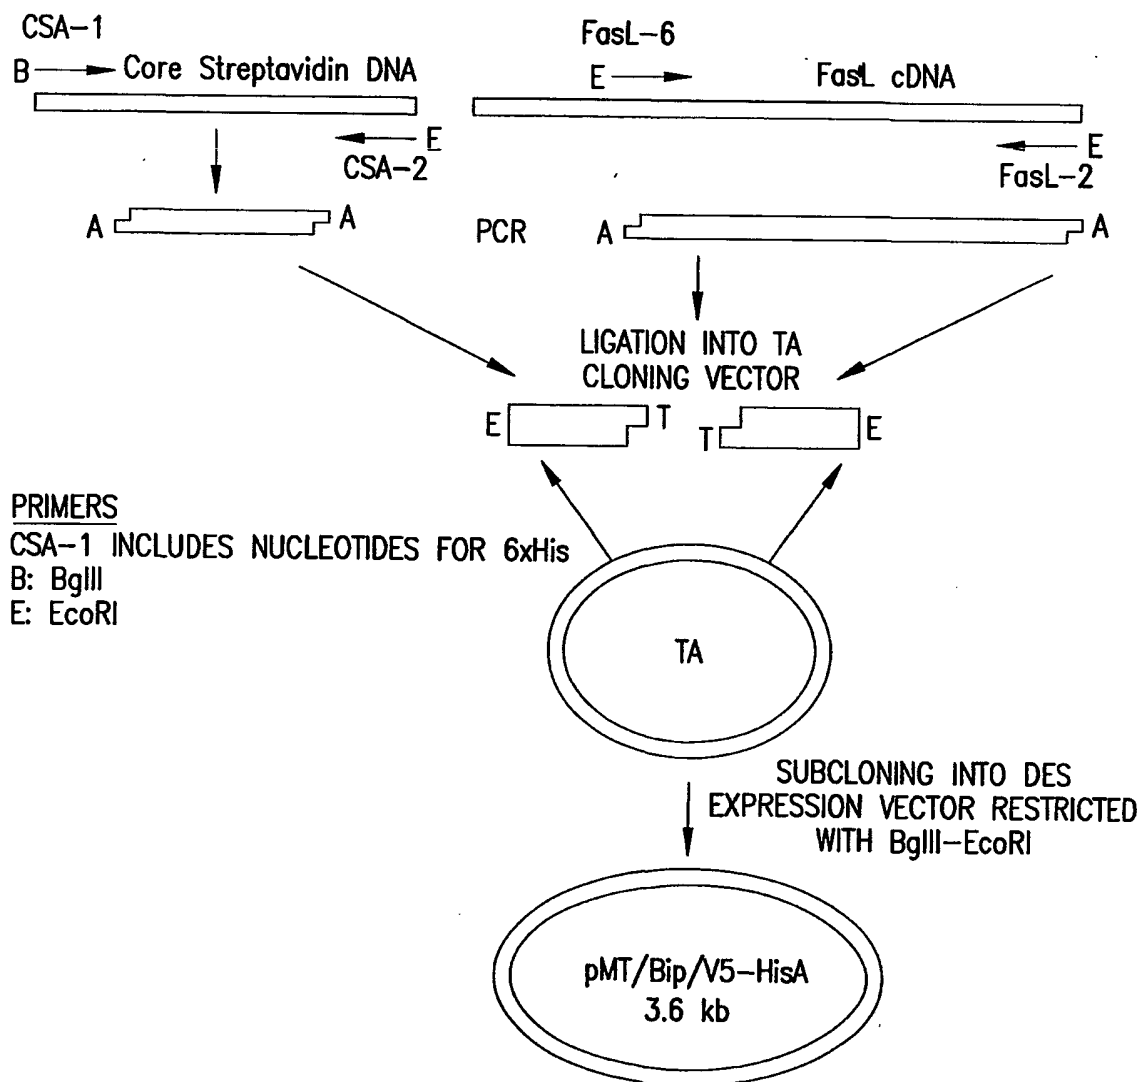 CSA-1
B Core Streptavidin DNA
E
CSA-2
A A
FasL-6
E FasL cDNA
E
FasL-2
PCR A A
LIGATION INTO TA
CLONING VECTOR
E T T E
PRIMERS
CSA-1 INCLUDES NUCLEOTIDES FOR 6xHis
B: BglII
E: EcoRI
TA
SUBCLONING INTO DES
EXPRESSION VECTOR RESTRICTED
WITH BglII-EcoRI
pMT/Bip/V5-HisA
3.6 kb